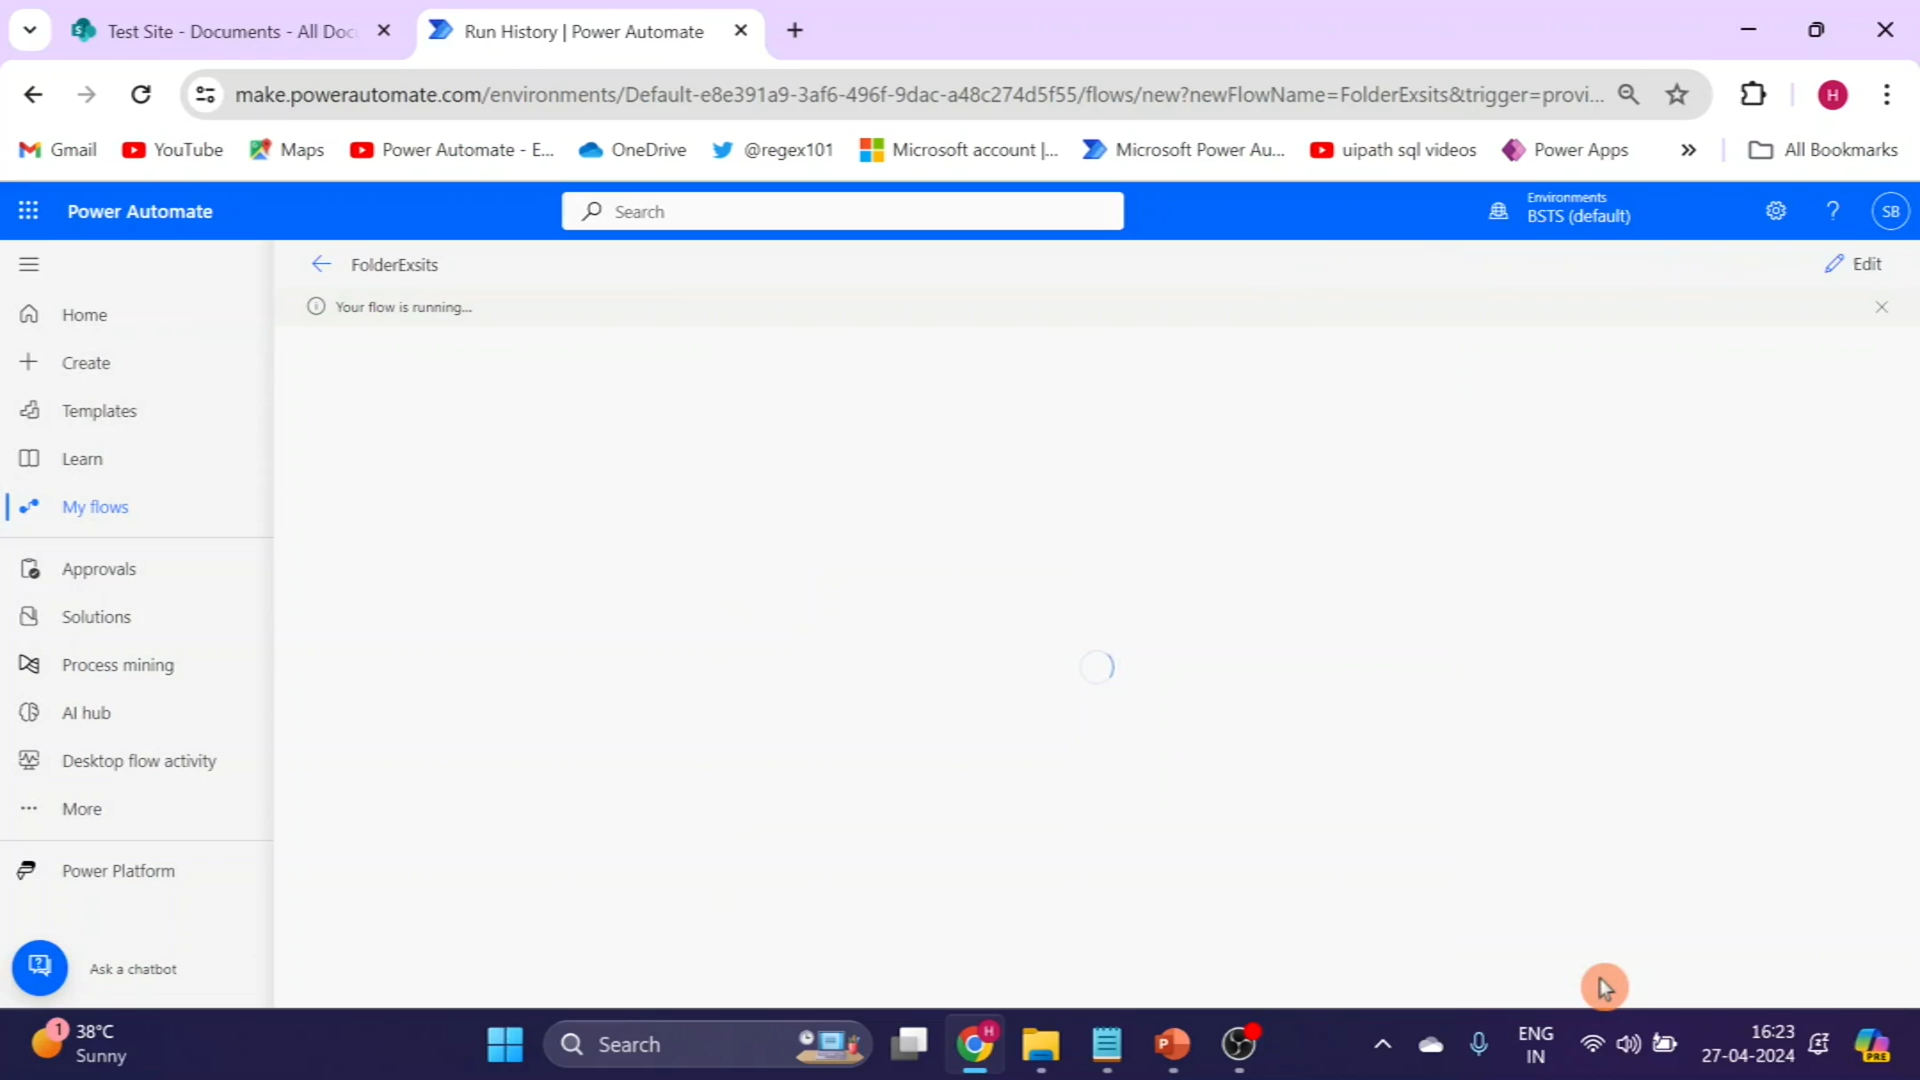 Test Site - Documents - All Doc
Run History | Power Automate
make.powerautomate.com/environments/Default-e8e391a9-3af6-496f-9dac-a48c274d5f55/flows/new?newFlowName=FolderExsits&trigger=provi...
H
Gmail
YouTube
Maps
Power Automate - E...
OneDrive
@regex101
Microsoft account |...
Microsoft Power Au...
uipath sql videos
Power Apps
All Bookmarks
Power Automate
Search
Environments
BSTS (default)
SB
FolderExsits
Edit
Your flow is running...
Home
Create
Templates
Learn
My flows
Approvals
Solutions
Process mining
AI hub
Desktop flow activity
More
Power Platform
Ask a chatbot
1
38°C
Sunny
Search
H
P
ENG
IN
16:23
27-04-2024
PRE